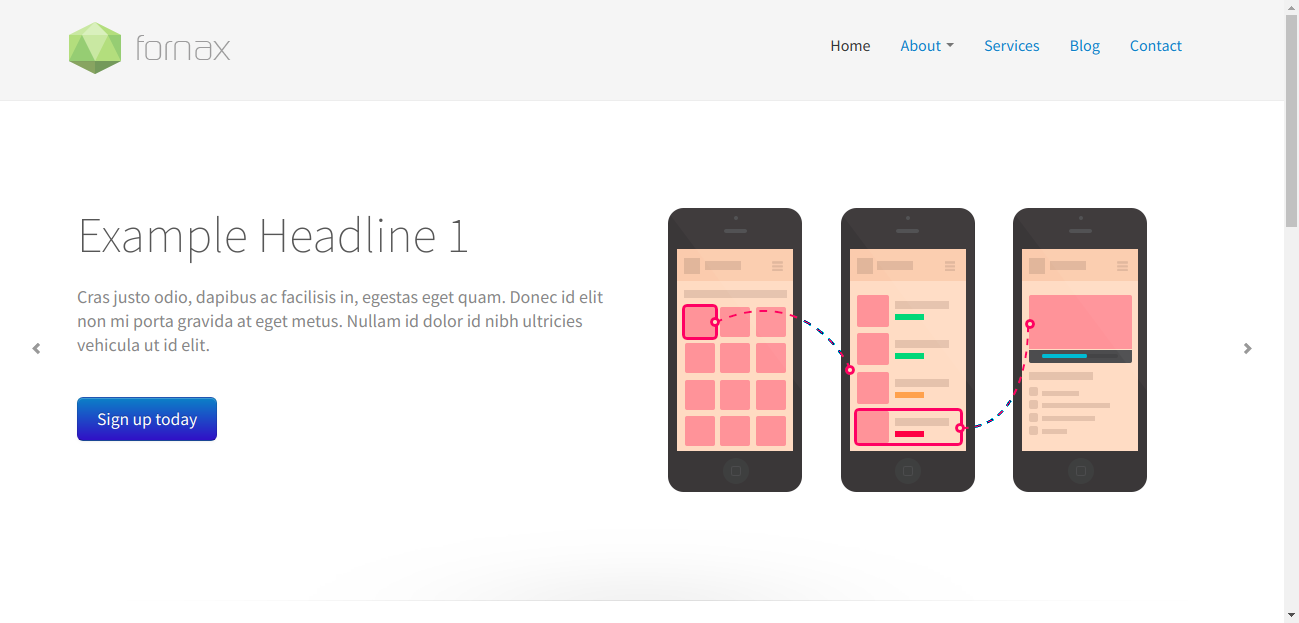 fornax
Home
About
Services
Blog
Contact
Example Headline 1
Cras justo odio, dapibus ac facilisis in, egestas eget quam. Donec id elit
non mi porta gravida at eget metus. Nullam id dolor id nibh ultricies
vehicula ut id elit.
Sign up today